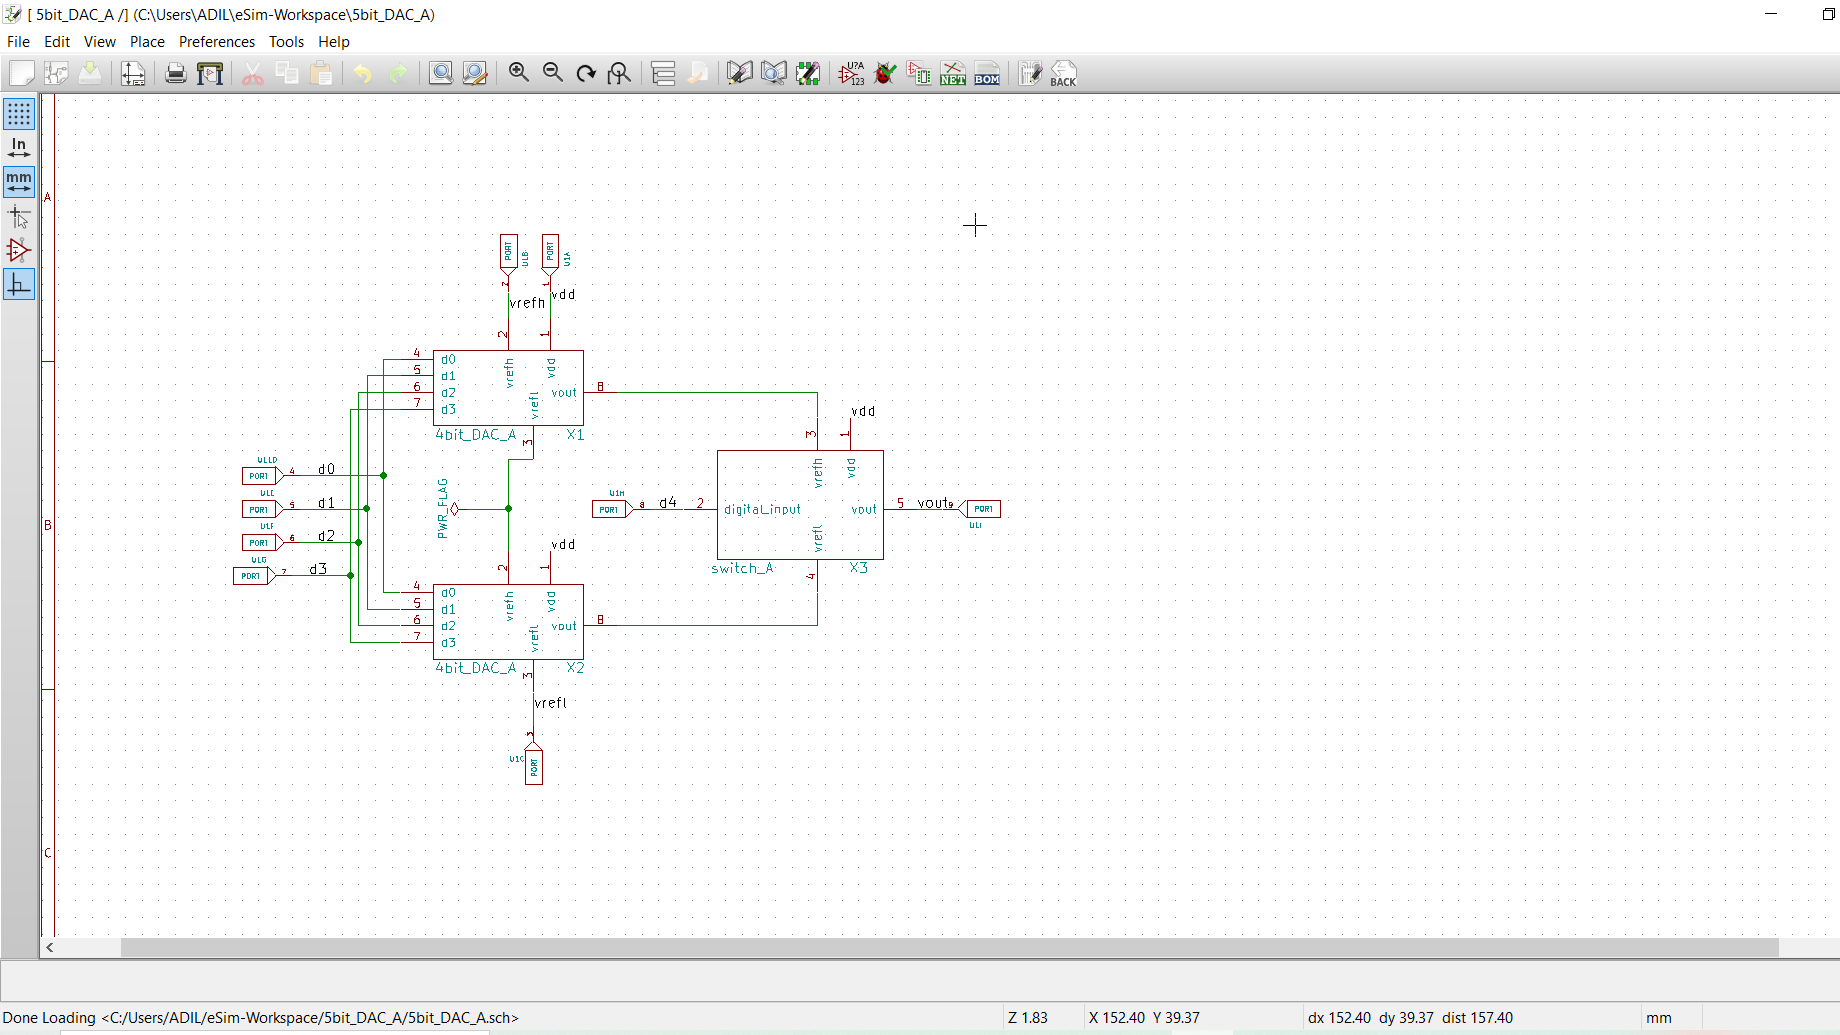 [ 5bit_DAC_A /] (C:\Users\ADIL\eSim-Workspace\5bit_DAC_A)
File Edit View Place Preferences Tools Help
U?A
123
NET
BOM
BACK
In
mm
A
B
C
PORT
PORT
U1A
2
1
vrefh
vdd
2
1
4
5
6
7
d0
d1
d2
d3
vrefh
vdd
vrefl
vout
8
4bit_DAC_A
X1
3
PORT
4
d0
PORT
5
d1
PORT
6
d2
PORT
7
d3
PWR_FLAG
vdd
2
1
4
5
6
7
d0
d1
d2
d3
vrefh
vdd
vrefl
vout
8
4bit_DAC_A
X2
3
vrefl
3
U1C
PORT
U1H
PORT
8
d4
2
vdd
3
1
vrefh
vdd
digital_input
vout
vrefl
5
vout
9
PORT
switch_A
X3
4
Done Loading <C:/Users/ADIL/eSim-Workspace/5bit_DAC_A/5bit_DAC_A.sch>
Z 1.83
X 152.40 Y 39.37
dx 152.40 dy 39.37 dist 157.40
mm